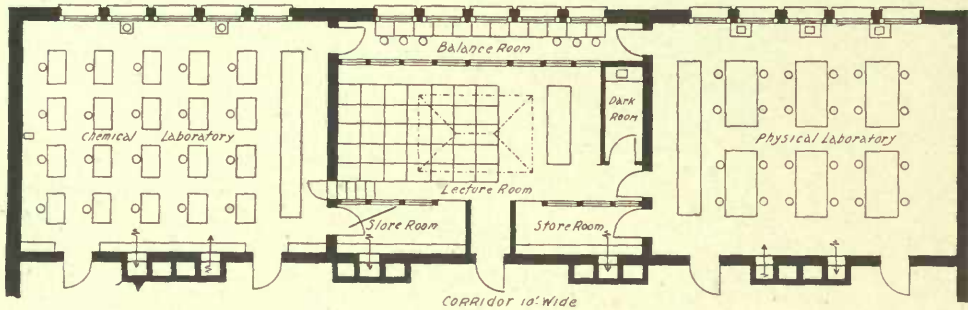 Balance Room
Dark
Room
Chemical Laboratory
Physical Laboratory
Lecture Room
Store Room
Store Room
CORRIDOR 10' WIDE